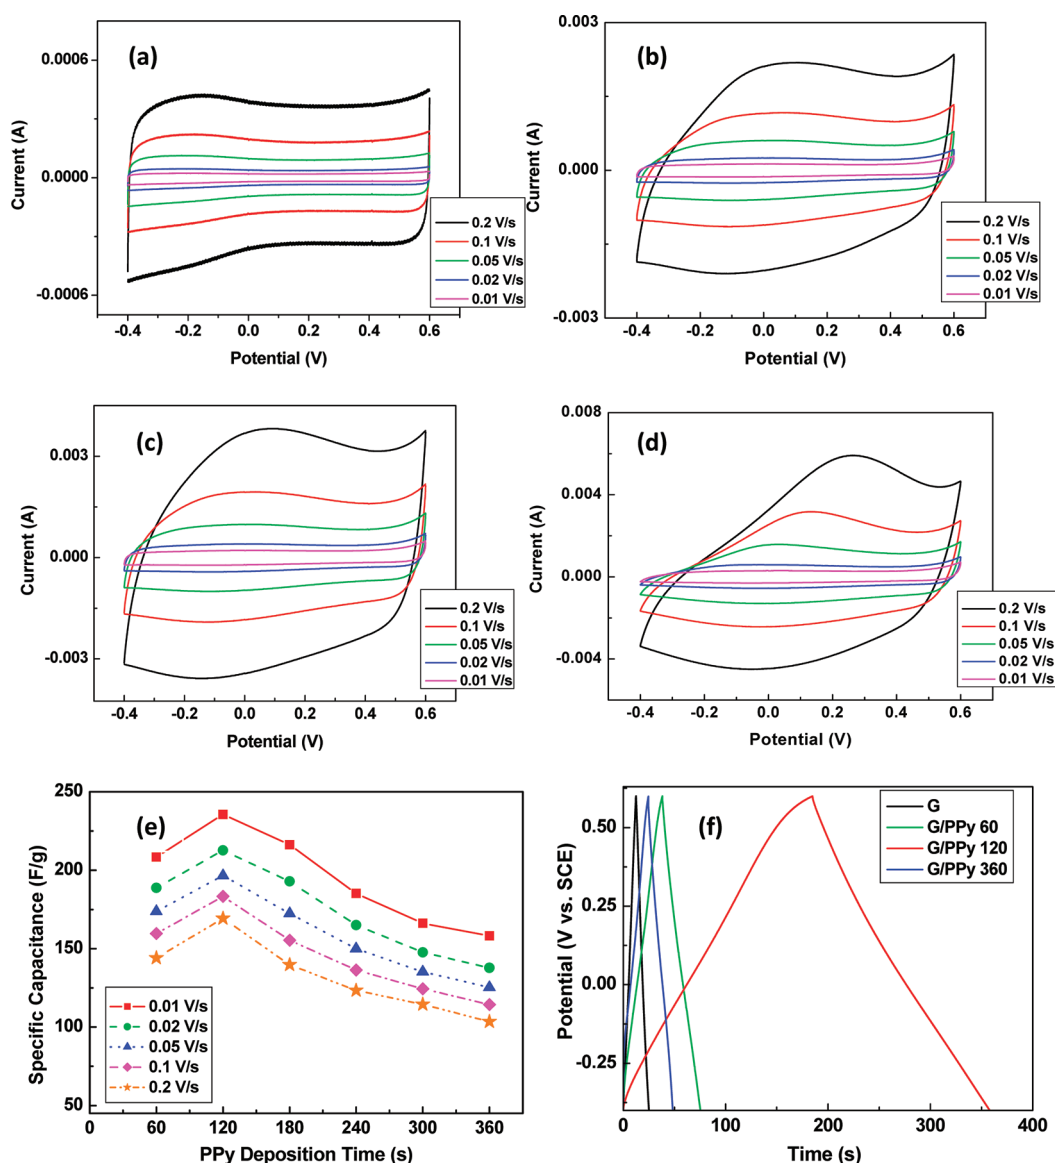 (a)
0.0006
0.0000
-0.0006
Current (A)
-0.4 -0.2 0.0 0.2 0.4 0.6
Potential (V)
0.2 V/s
0.1 V/s
0.05 V/s
0.02 V/s
0.01 V/s
(b)
0.003
0.000
-0.003
Current (A)
-0.4 -0.2 0.0 0.2 0.4 0.6
Potential (V)
0.2 V/s
0.1 V/s
0.05 V/s
0.02 V/s
0.01 V/s
(c)
0.003
0.000
-0.003
Current (A)
-0.4 -0.2 0.0 0.2 0.4 0.6
Potential (V)
0.2 V/s
0.1 V/s
0.05 V/s
0.02 V/s
0.01 V/s
(d)
0.008
0.004
0.000
-0.004
Current (A)
-0.4 -0.2 0.0 0.2 0.4 0.6
Potential (V)
0.2 V/s
0.1 V/s
0.05 V/s
0.02 V/s
0.01 V/s
(e)
250
200
150
100
50
Specific Capacitance (F/g)
0 60 120 180 240 300 360
PPy Deposition Time (s)
0.01 V/s
0.02 V/s
0.05 V/s
0.1 V/s
0.2 V/s
(f)
0.50
0.25
0.00
-0.25
Potential (V vs. SCE)
0 100 200 300 400
Time (s)
G
G/PPy 60
G/PPy 120
G/PPy 360